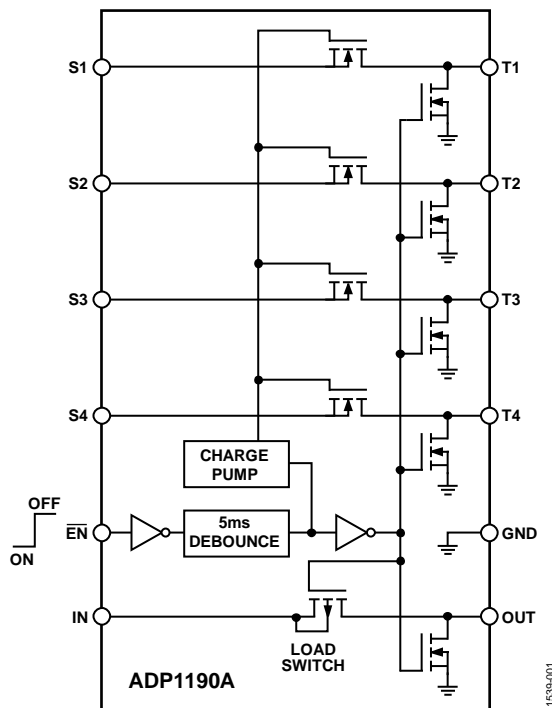 S1
T1
S2
T2
S3
T3
S4
T4
CHARGE
PUMP
OFF
ON
EN
5ms
DEBOUNCE
GND
IN
OUT
LOAD
SWITCH
ADP1190A
1539-001